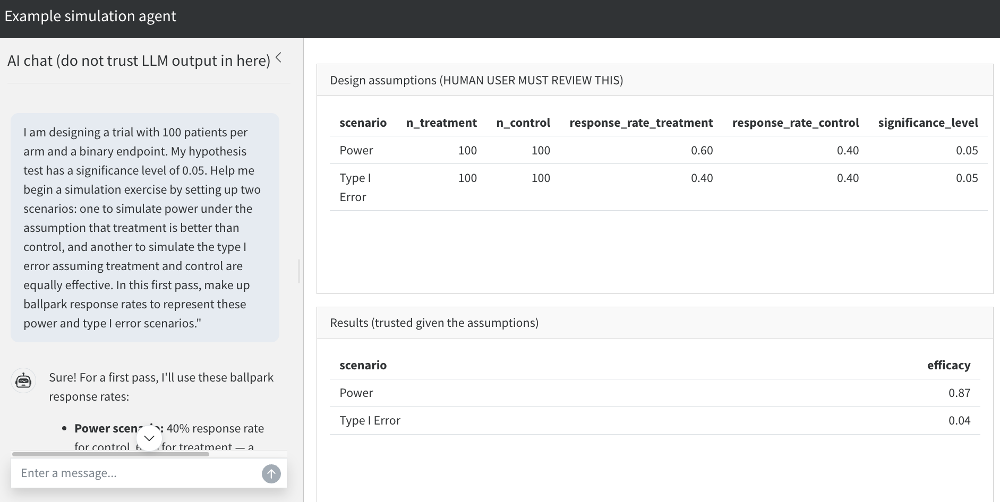 Example simulation agent
AI chat (do not trust LLM output in here)
I am designing a trial with 100 patients per
arm and a binary endpoint. My hypothesis
test has a significance level of 0.05. Help me
begin a simulation exercise by setting up two
scenarios: one to simulate power under the
assumption that treatment is better than
control, and another to simulate the type I
error assuming treatment and control are
equally effective. In this first pass, make up
ballpark response rates to represent these
power and type I error scenarios."
Sure! For a first pass, I'll use these ballpark
response rates:
• Power scenario: 40% response rate
for control, for treatment — a
Enter a message...
Design assumptions (HUMAN USER MUST REVIEW THIS)
scenario n_treatment n_control response_rate_treatment response_rate_control significance_level
Power 100 100 0.60 0.40 0.05
Type I 100 100 0.40 0.40 0.05
Error
Results (trusted given the assumptions)
scenario efficacy
Power 0.87
Type I Error 0.04